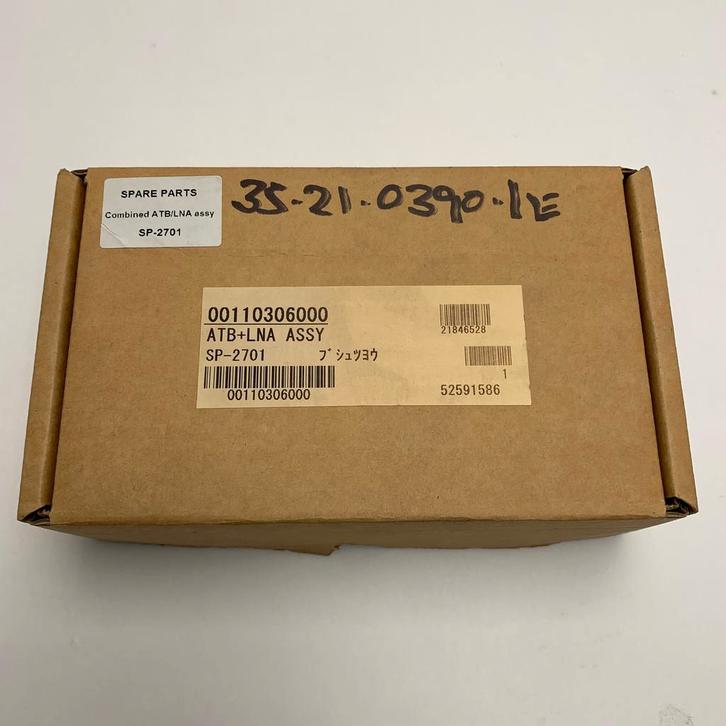 SPARE PARTS
Combined ATB/LNA assy
SP-2701
35-21-0390-1E
00110306000
ATB+LNA ASSY
SP-2701 ブシュツヨウ
00110306000
21846528
1
52591586